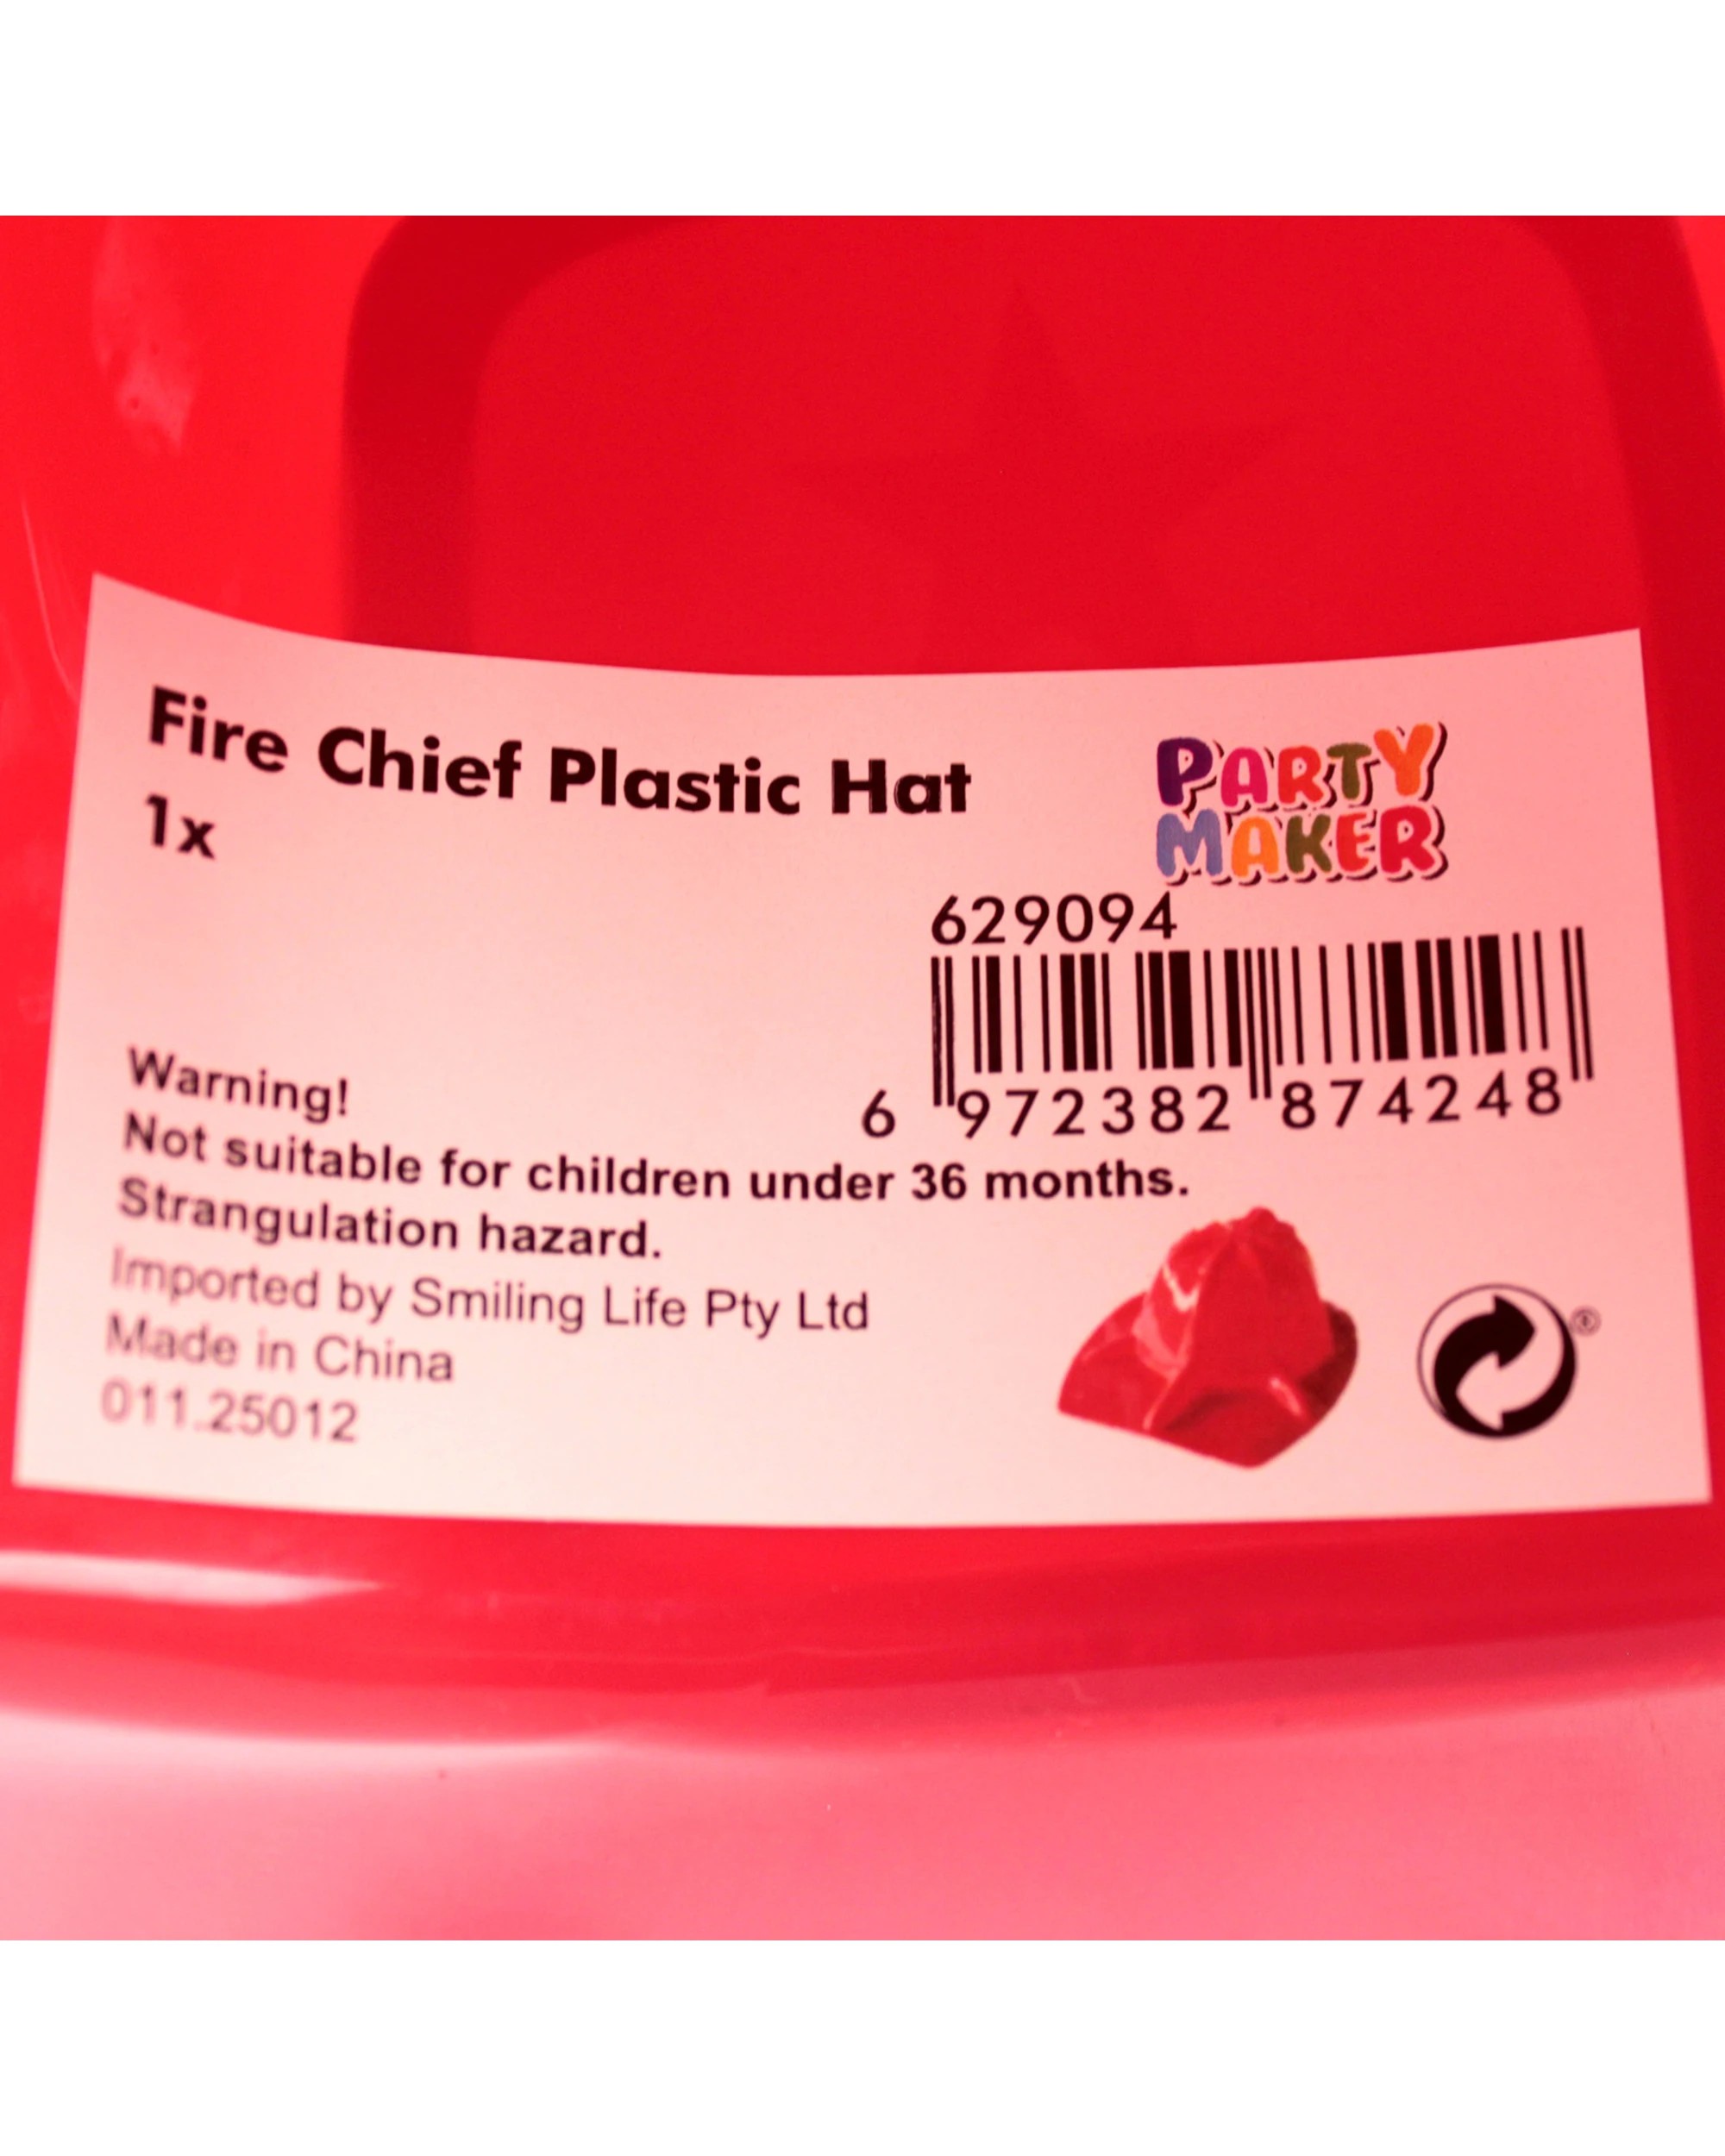 Fire Chief Plastic Hat
1x
PARTY
MAKER
629094
6 972382 874248
Warning!
Not suitable for children under 36 months.
Strangulation hazard.
Imported by Smiling Life Pty Ltd
Made in China
011.25012
®